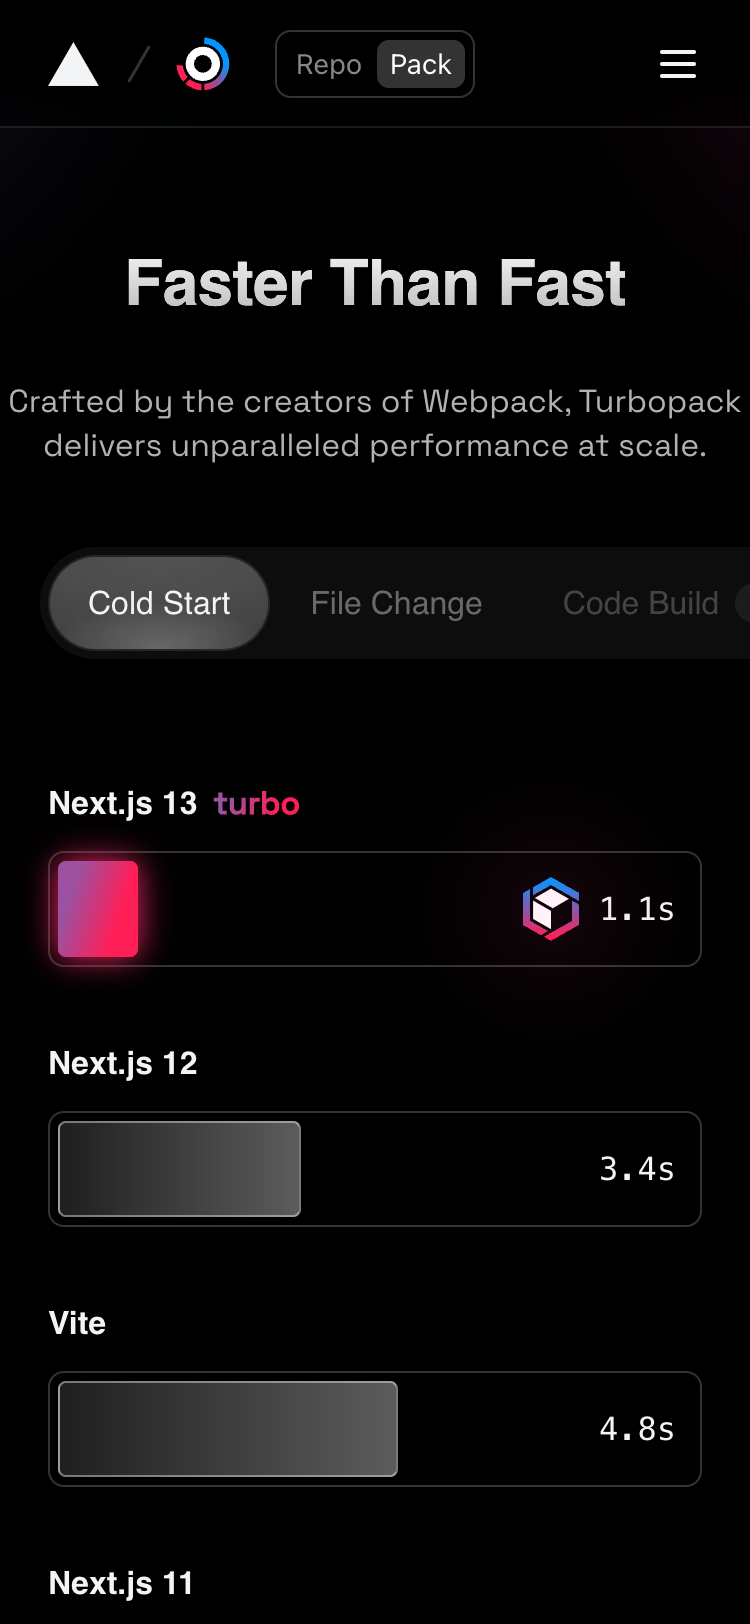 Repo Pack
Faster Than Fast
Crafted by the creators of Webpack, Turbopack
delivers unparalleled performance at scale.
Cold Start File Change Code Build
Next.js 13 turbo
1.1s
Next.js 12
3.4s
Vite
4.8s
Next.js 11